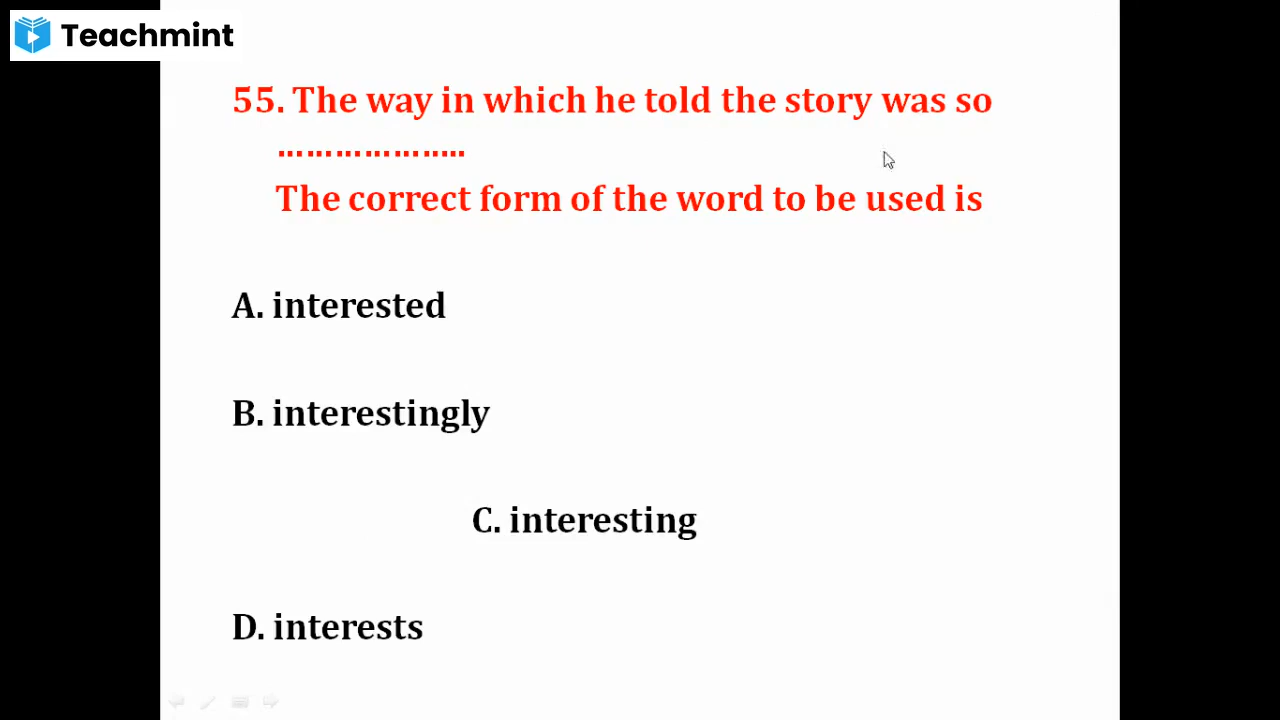 Teachmint
55. The way in which he told the story was so
......................
The correct form of the word to be used is
A. interested
B. interestingly
C. interesting
D. interests